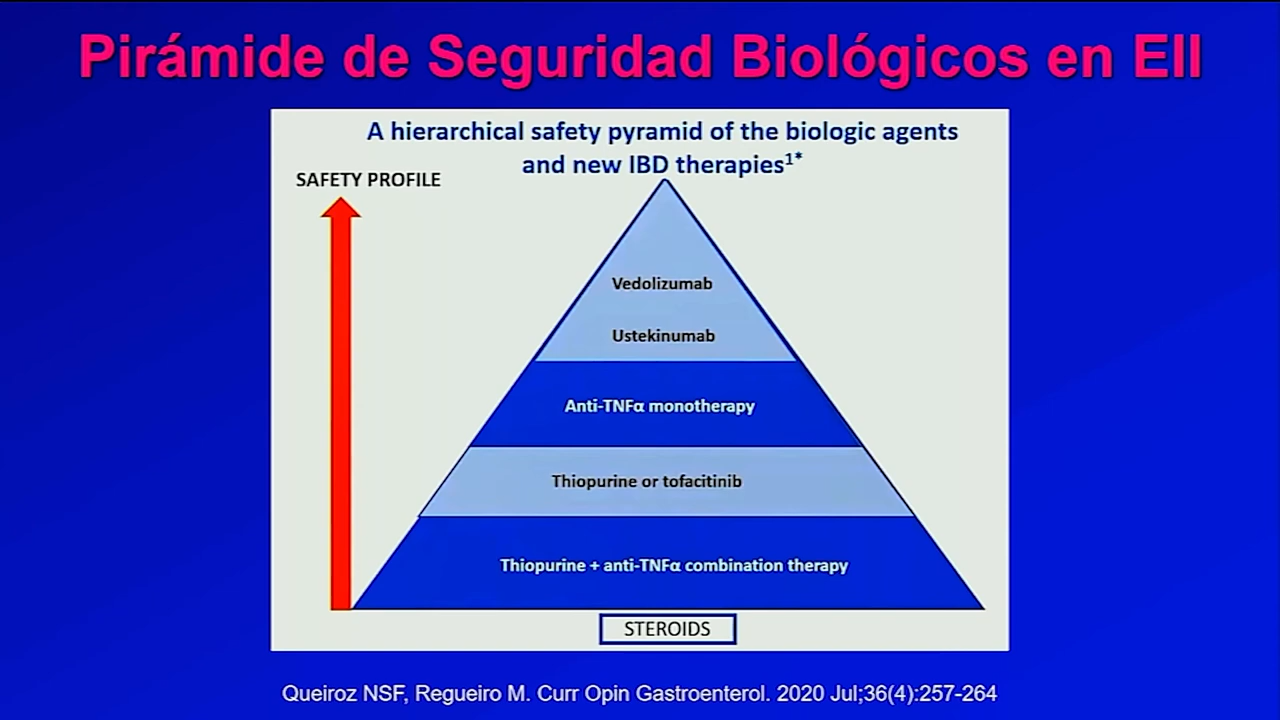 Pirámide de Seguridad Biológicos en EII
A hierarchical safety pyramid of the biologic agents
and new IBD therapies¹*
SAFETY PROFILE
Vedolizumab
Ustekinumab
Anti-TNFα monotherapy
Thiopurine or tofacitinib
Thiopurine + anti-TNFα combination therapy
STEROIDS
Queiroz NSF, Regueiro M. Curr Opin Gastroenterol. 2020 Jul;36(4):257-264